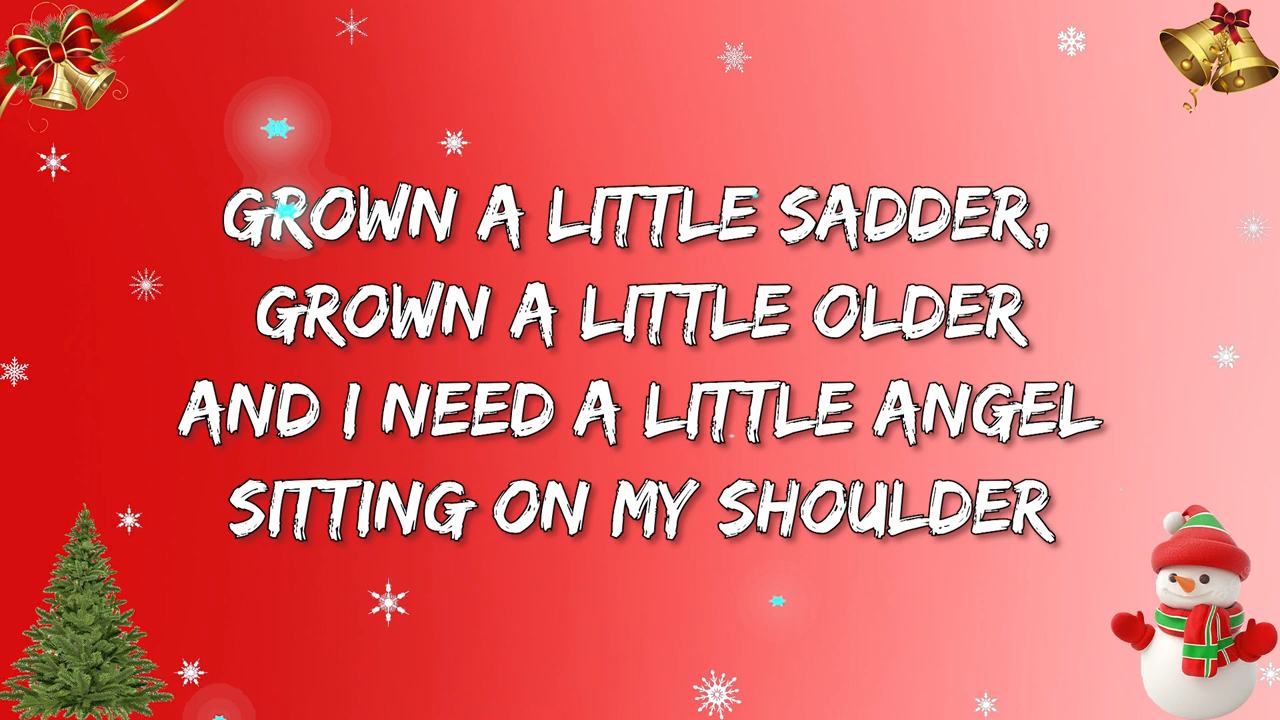 GROWN A LITTLE SADDER,
GROWN A LITTLE OLDER
AND I NEED A LITTLE ANGEL
SITTING ON MY SHOULDER